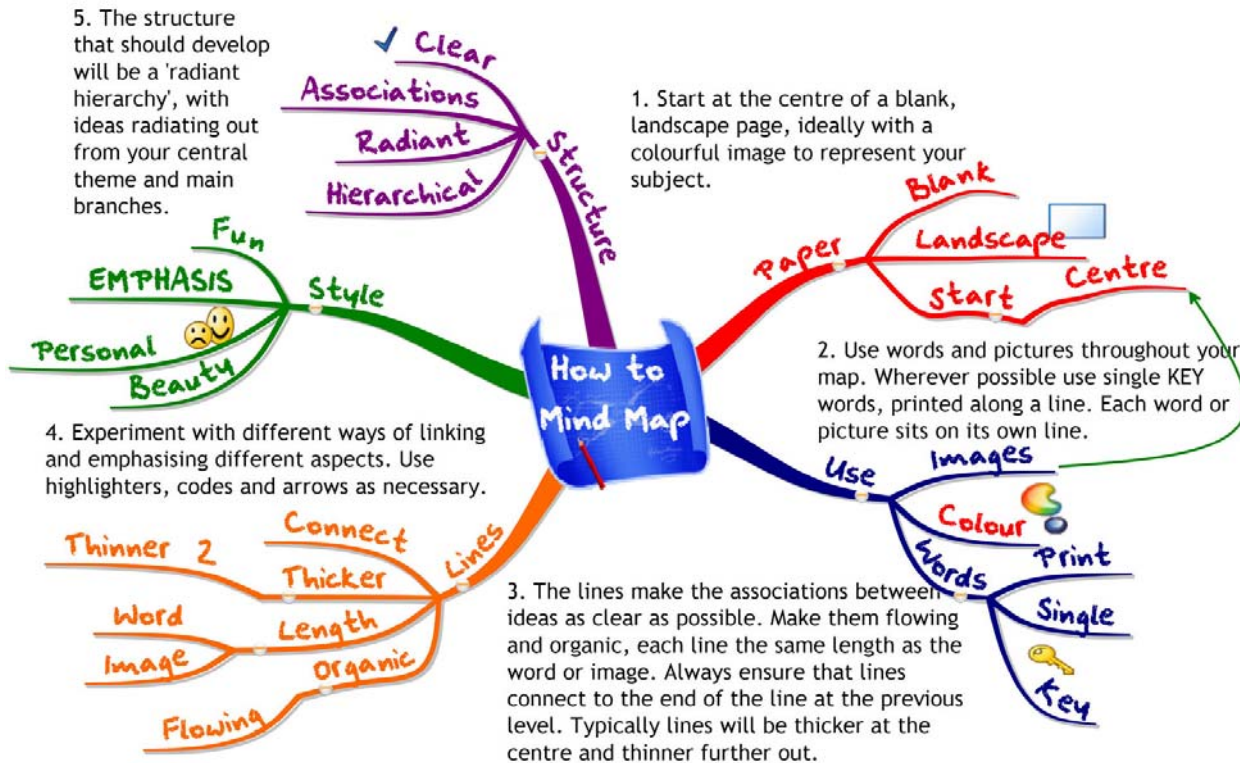 5. The structure
that should develop
will be a 'radiant
hierarchy', with
ideas radiating out
from your central
theme and main
branches.
Clear
Associations
Radiant
Hierarchical
Structure
1. Start at the centre of a blank,
landscape page, ideally with a
colourful image to represent your
subject.
Paper
Blank
Landscape
Start
Centre
Fun
EMPHASIS
Personal
Beauty
Style
How to
Mind Map
2. Use words and pictures throughout your
map. Wherever possible use single KEY
words, printed along a line. Each word or
picture sits on its own line.
Use
Images
Colour
Words
Print
Single
Key
4. Experiment with different ways of linking
and emphasising different aspects. Use
highlighters, codes and arrows as necessary.
Lines
Connect
Thicker
Thinner 2
Length
Word
Image
Organic
Flowing
3. The lines make the associations between
ideas as clear as possible. Make them flowing
and organic, each line the same length as the
word or image. Always ensure that lines
connect to the end of the line at the previous
level. Typically lines will be thicker at the
centre and thinner further out.